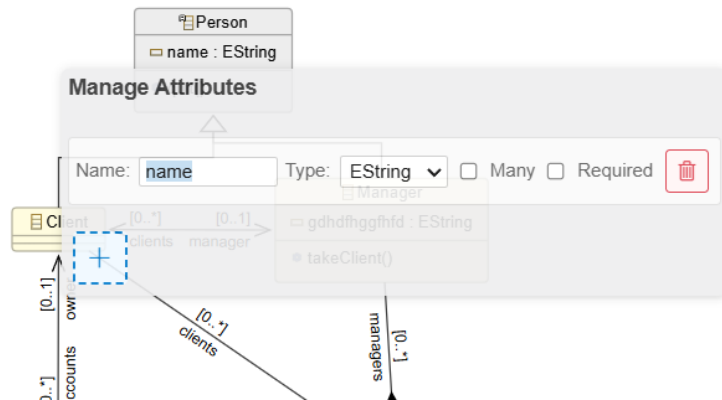 Person
name : EString
Manage Attributes
Name: name Type: EString Many Required
Manager
Client [0..*] [0..1] gdhdfhggfhfd : EString
clients manager
takeClient()
[0..1]
owner
[0..*]
clients
managers
[0..*]